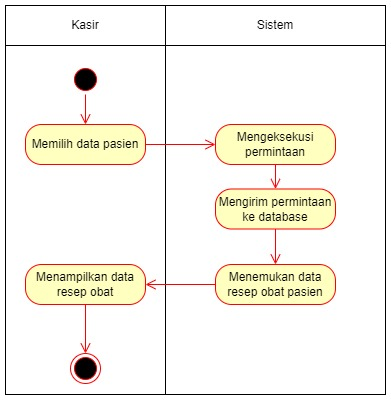 Kasir
Sistem
Memilih data pasien
Mengeksekusi
permintaan
Mengirim permintaan
ke database
Menemukan data
resep obat pasien
Menampilkan data
resep obat